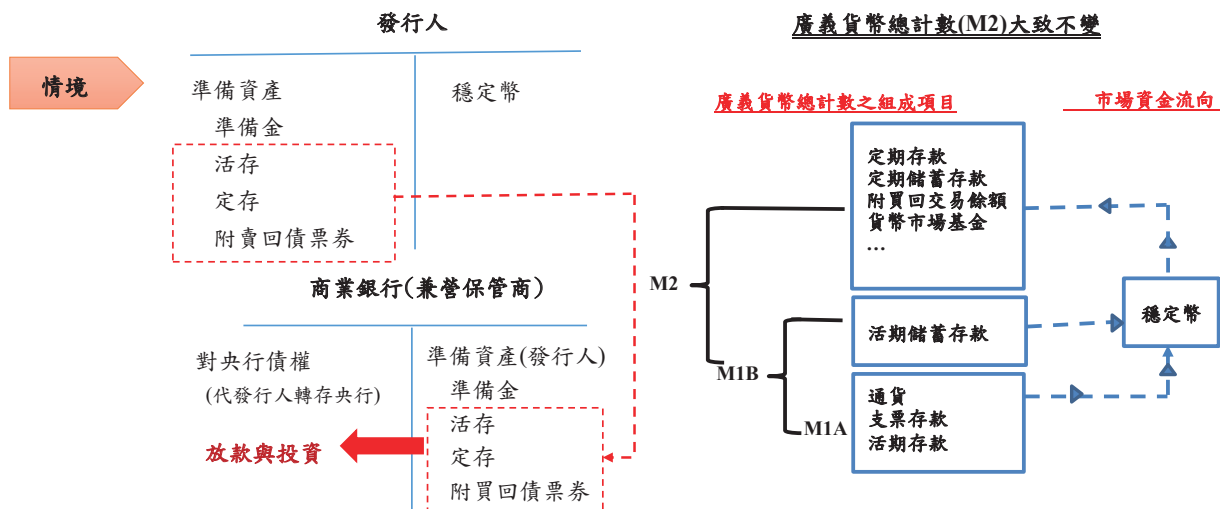 情境
發行人
準備資產
準備金
活存
定存
附賣回債票券
穩定幣
商業銀行(兼營保管商)
對央行債權
(代發行人轉存央行)
放款與投資
準備資產(發行人)
準備金
活存
定存
附買回債票券
廣義貨幣總計數(M2)大致不變
廣義貨幣總計數之組成項目
市場資金流向
M2
定期存款
定期儲蓄存款
附買回交易餘額
貨幣市場基金
…
M1B
活期儲蓄存款
M1A
通貨
支票存款
活期存款
穩定幣